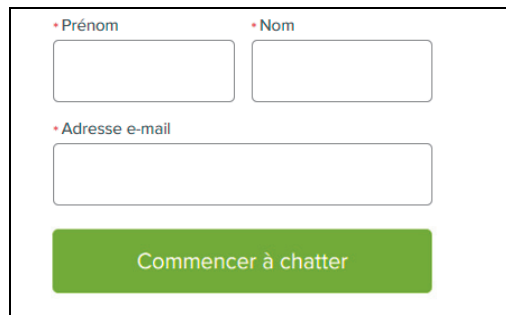 * Prénom * Nom
* Adresse e-mail
Commencer à chatter